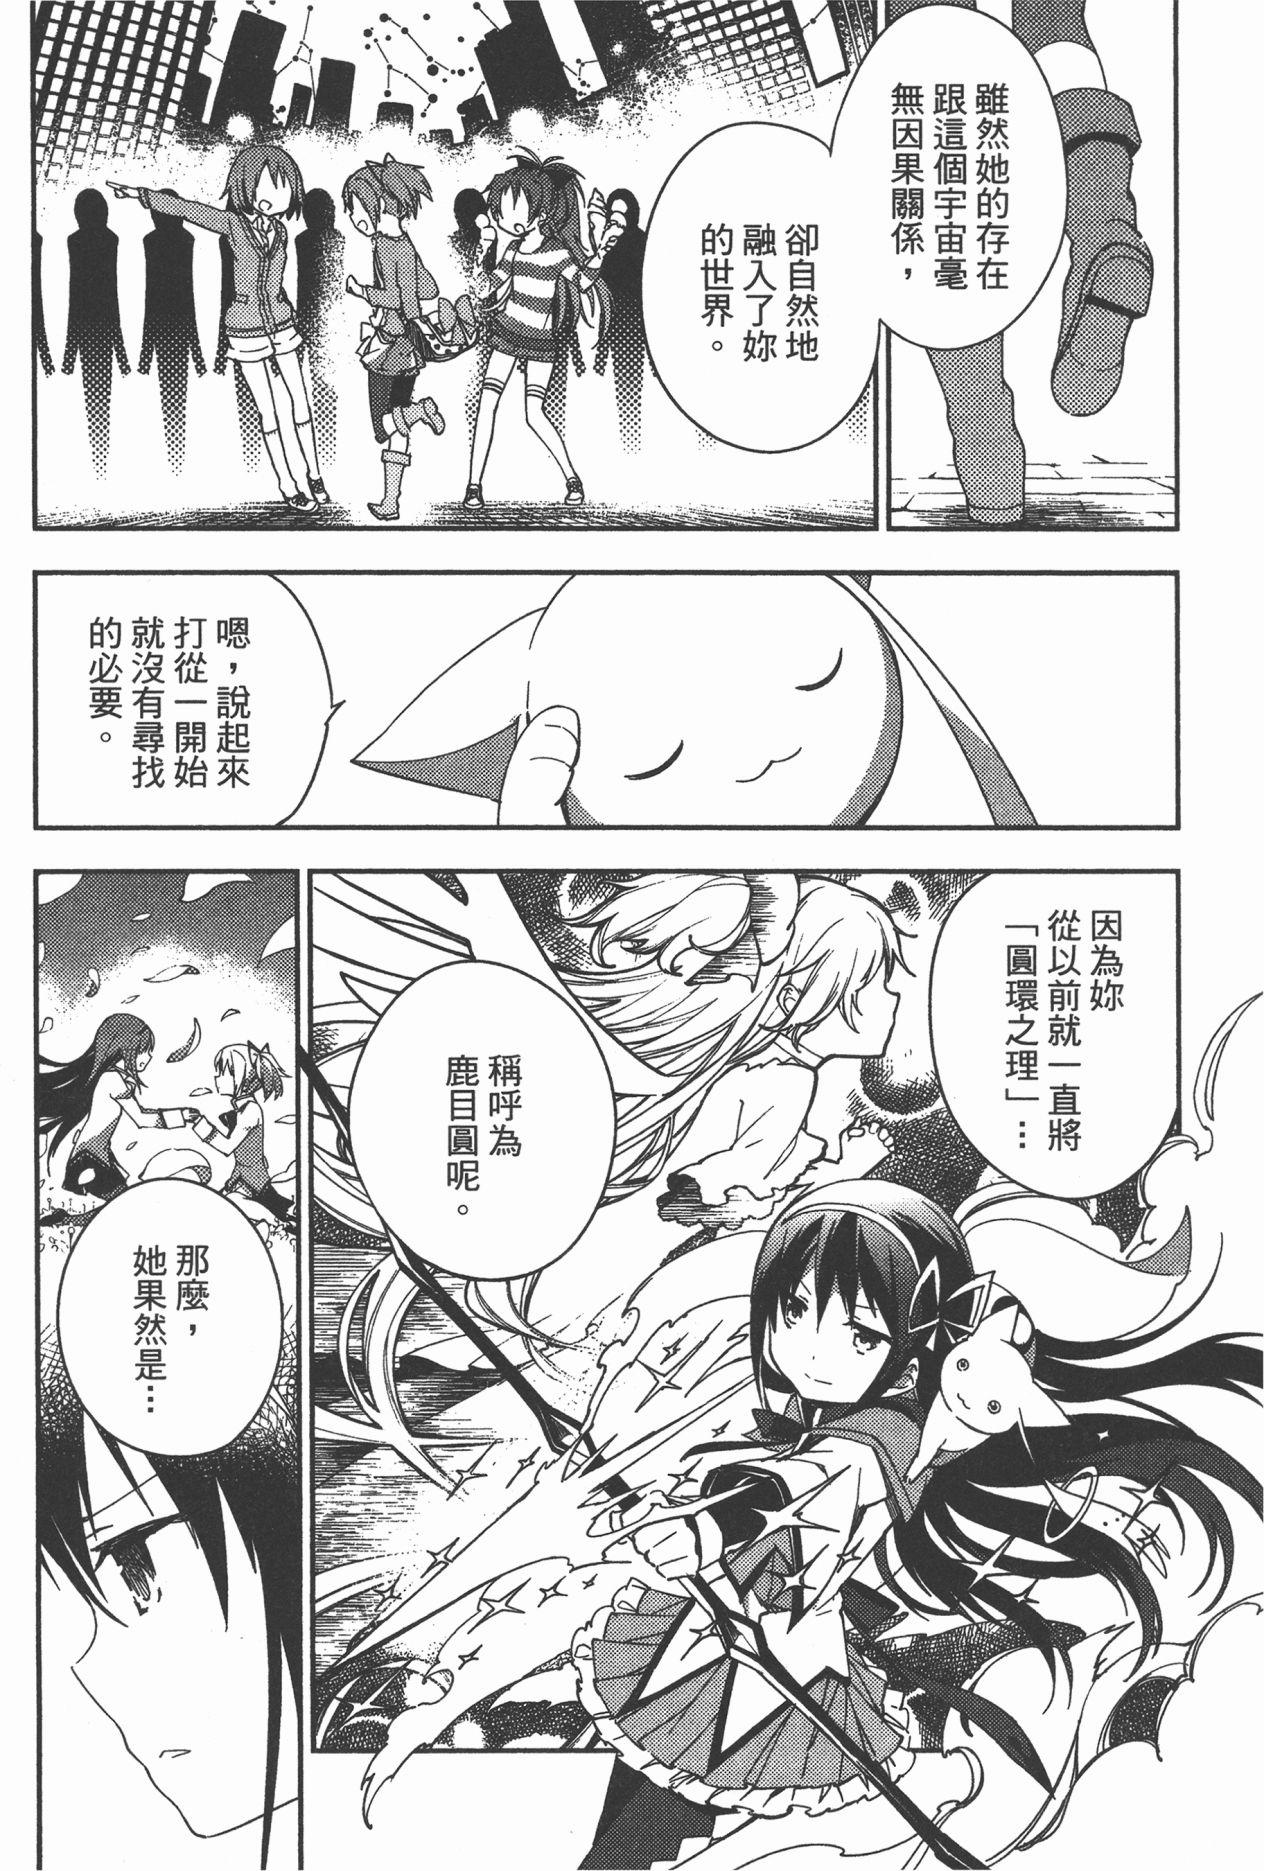 雖然她的存在
跟這個宇宙毫
無因果關係，
卻自然地
融入了妳
的世界。
嗯，說起來
打從一開始
就沒有尋找
的必要。
因為妳
從以前就一直將
「圓環之理」…
稱呼為
鹿目圓呢。
那麼，
她果然是…